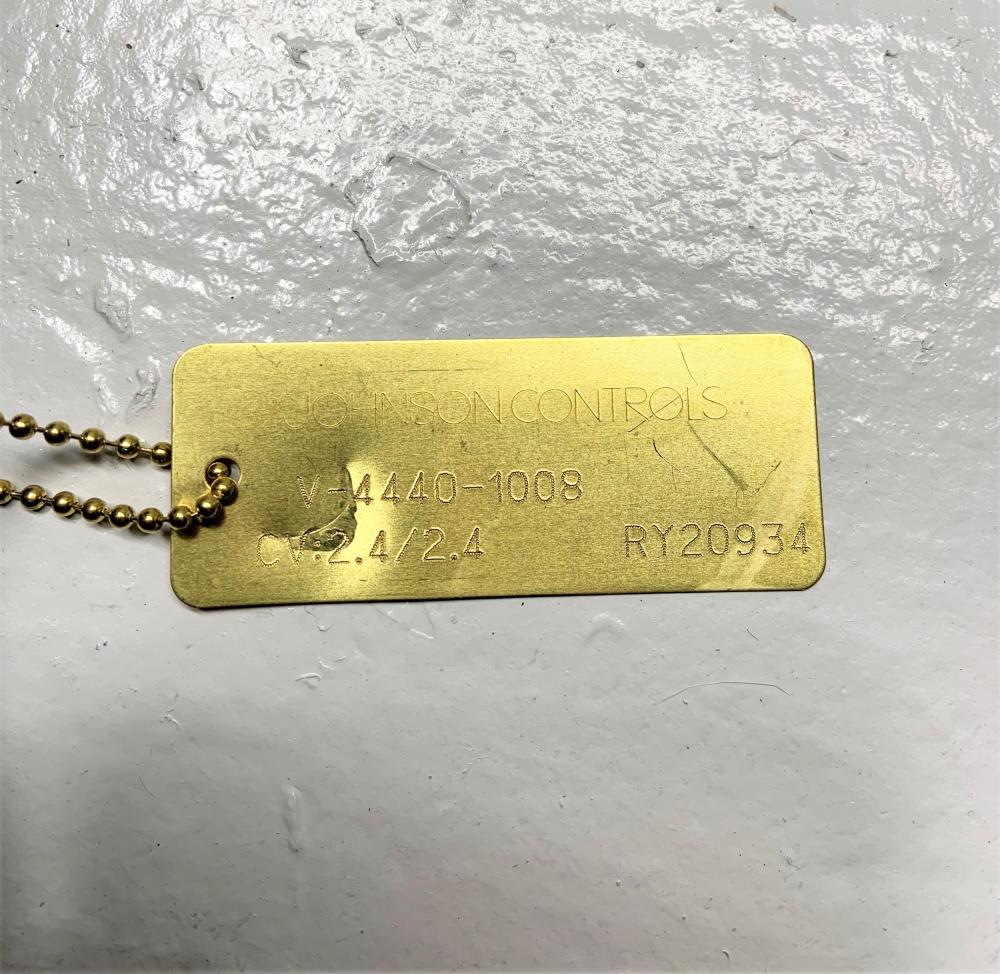 JOHNSON CONTROLS
V-4440-1008
CV:2.4/2.4 RY20934